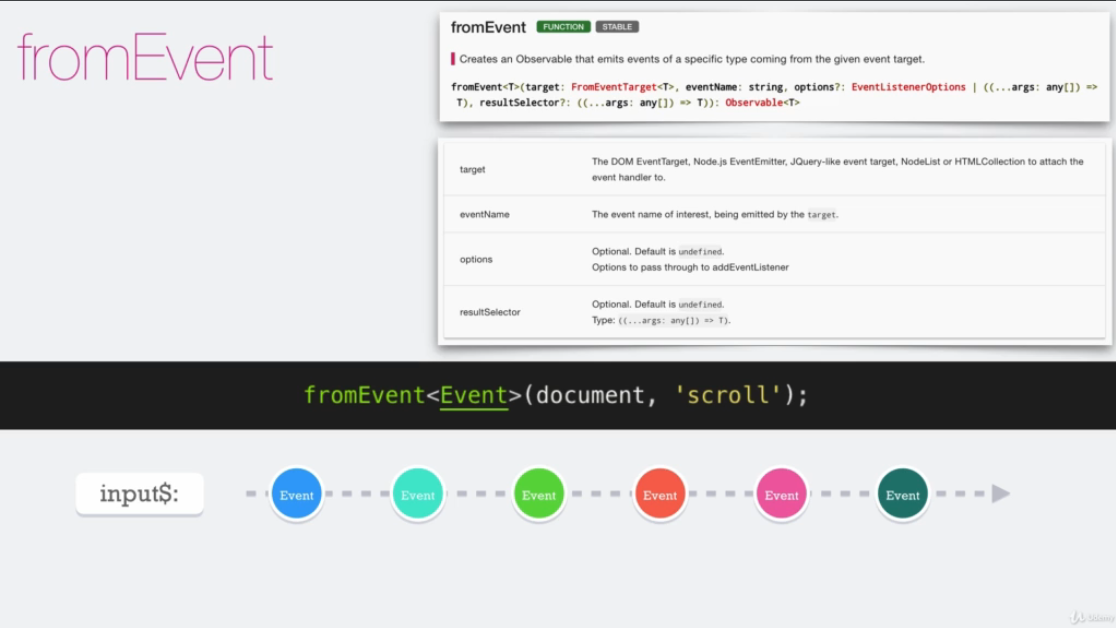 fromEvent
fromEvent FUNCTION STABLE
Creates an Observable that emits events of a specific type coming from the given event target.
fromEvent<T>(target: FromEventTarget<T>, eventName: string, options?: EventListenerOptions | ((...args: any[]) =>
T), resultSelector?: ((...args: any[]) => T)): Observable<T>
target
The DOM EventTarget, Node.js EventEmitter, JQuery-like event target, NodeList or HTMLCollection to attach the
event handler to.
eventName
The event name of interest, being emitted by the target.
options
Optional. Default is undefined.
Options to pass through to addEventListener
resultSelector
Optional. Default is undefined.
Type: ((...args: any[]) => T).
fromEvent<Event>(document, 'scroll');
input$: Event Event Event Event Event Event
Udemy